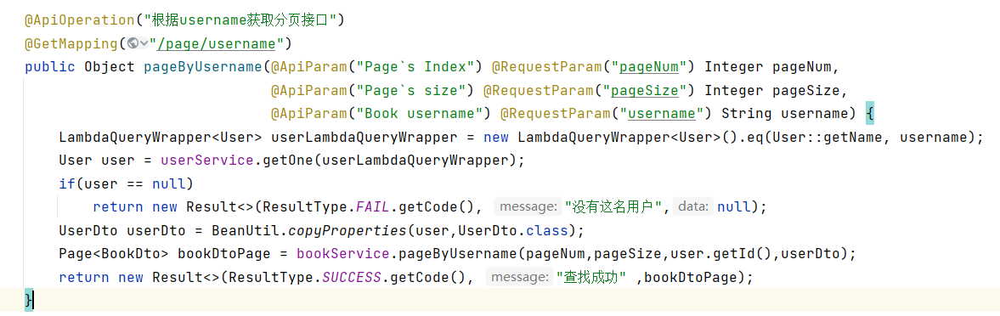 @ApiOperation("根据username获取分页接口")
@GetMapping("/page/username")
public Object pageByUsername(@ApiParam("Page`s Index") @RequestParam("pageNum") Integer pageNum,
@ApiParam("Page`s size") @RequestParam("pageSize") Integer pageSize,
@ApiParam("Book username") @RequestParam("username") String username) {
LambdaQueryWrapper<User> userLambdaQueryWrapper = new LambdaQueryWrapper<User>().eq(User::getName, username);
User user = userService.getOne(userLambdaQueryWrapper);
if(user == null)
return new Result<>(ResultType.FAIL.getCode(), message: "没有这名用户", data: null);
UserDto userDto = BeanUtil.copyProperties(user,UserDto.class);
Page<BookDto> bookDtoPage = bookService.pageByUsername(pageNum,pageSize,user.getId(),userDto);
return new Result<>(ResultType.SUCCESS.getCode(), message: "查找成功" ,bookDtoPage);
}